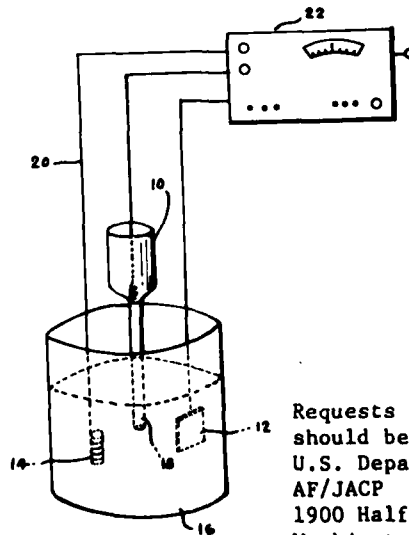 22
20
10
14
18
12
16
Requests
should be
U.S. Depa
AF/JACP
1900 Half